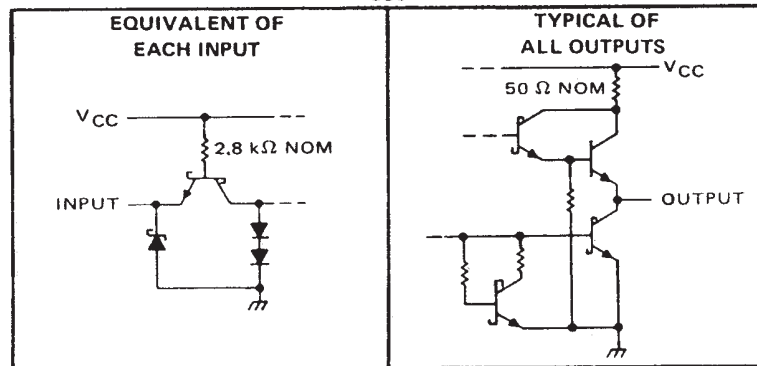 EQUIVALENT OF
EACH INPUT
VCC
2.8 kΩ NOM
INPUT
TYPICAL OF
ALL OUTPUTS
VCC
50 Ω NOM
OUTPUT